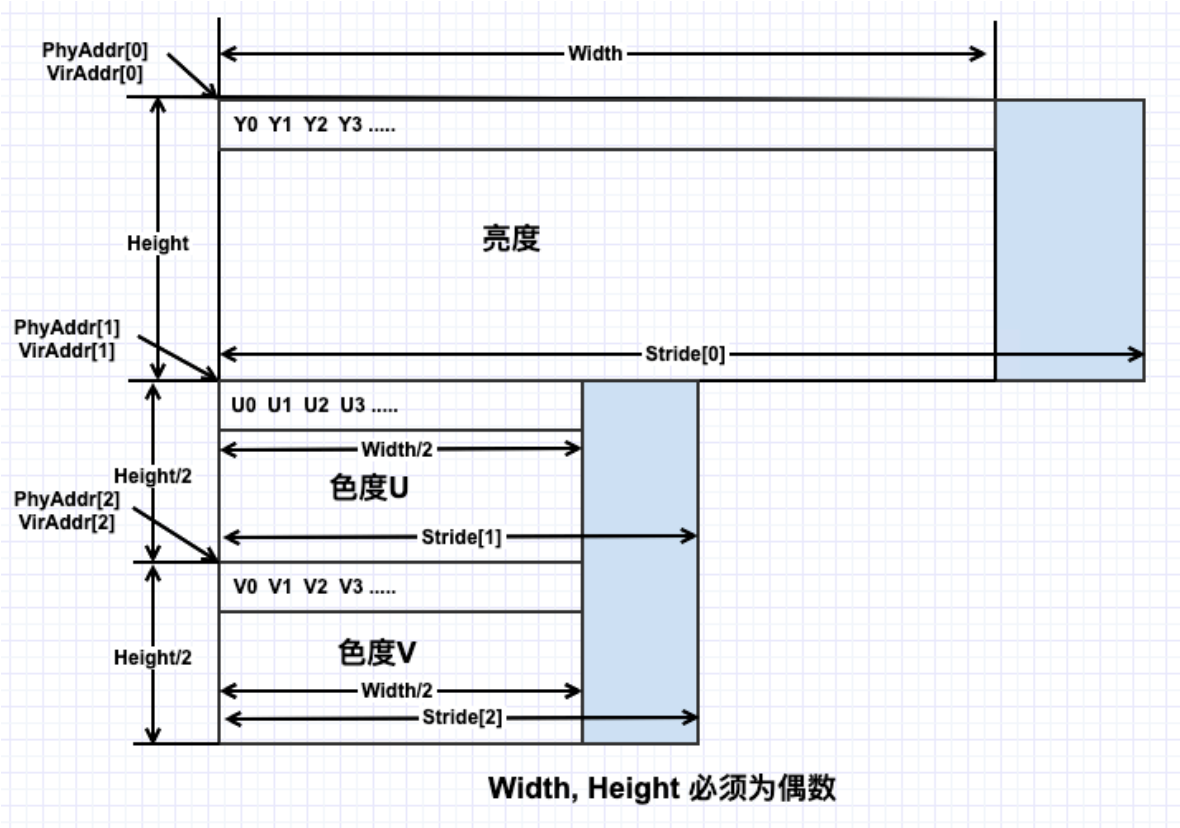 PhyAddr[0]
VirAddr[0]
Width
Y0 Y1 Y2 Y3 .....
亮度
Height
PhyAddr[1]
VirAddr[1]
Stride[0]
U0 U1 U2 U3 .....
Width/2
Height/2
色度U
PhyAddr[2]
VirAddr[2]
Stride[1]
V0 V1 V2 V3 .....
色度V
Height/2
Width/2
Stride[2]
Width, Height 必须为偶数